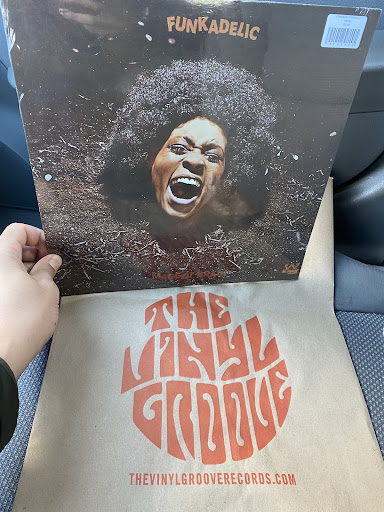 FUNKADELIC
THE
VINYL
GROOVE
THEVINYLGROOVERECORDS.COM